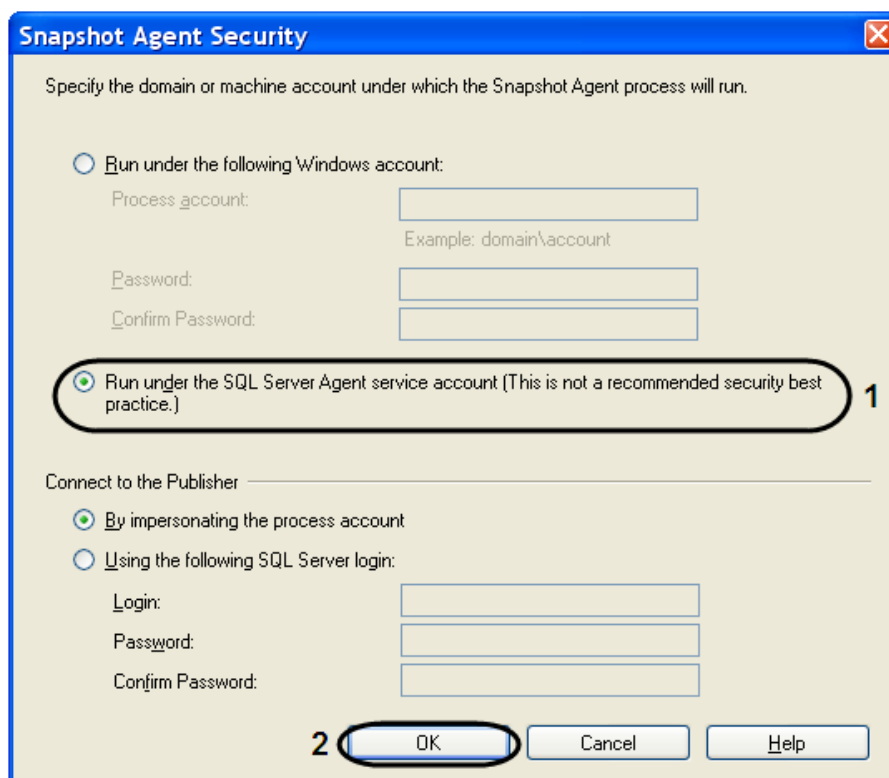 Snapshot Agent Security
Specify the domain or machine account under which the Snapshot Agent process will run.
Run under the following Windows account:
Process account:
Example: domain\account
Password:
Confirm Password:
Run under the SQL Server Agent service account (This is not a recommended security best
practice.)
1
Connect to the Publisher
By impersonating the process account
Using the following SQL Server login:
Login:
Password:
Confirm Password:
2
OK
Cancel
Help